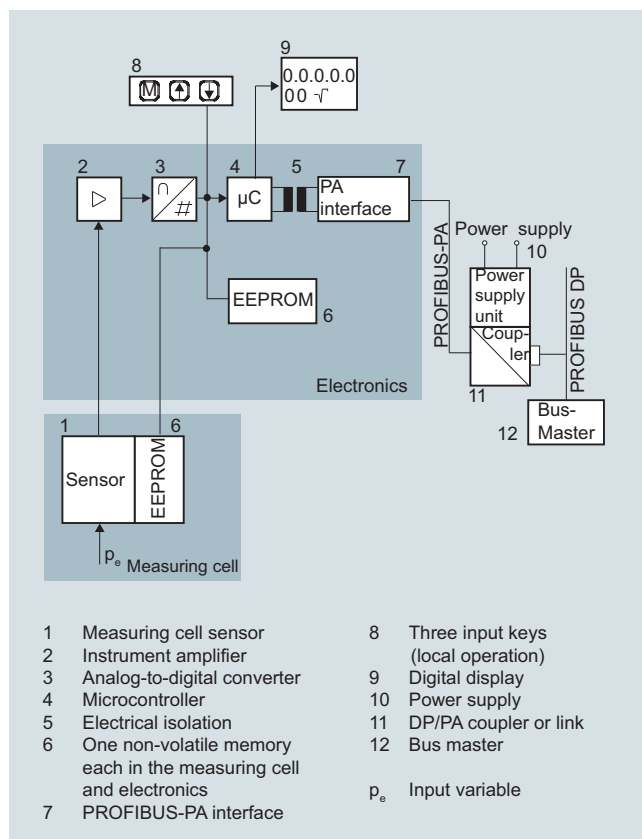 9
8
0.0.0.0.0
00 √
M
2
3
4
5
7
∩
#
µC
PA
interface
PROFIBUS-PA
Power supply
10
Power
supply
unit
Coup-
ler
PROFIBUS DP
11
EEPROM
6
Electronics
12
Bus-
Master
1
6
Sensor
EEPROM
pₑ Measuring cell
1 Measuring cell sensor
2 Instrument amplifier
3 Analog-to-digital converter
4 Microcontroller
5 Electrical isolation
6 One non-volatile memory
each in the measuring cell
and electronics
7 PROFIBUS-PA interface
8 Three input keys
(local operation)
9 Digital display
10 Power supply
11 DP/PA coupler or link
12 Bus master
pₑ Input variable